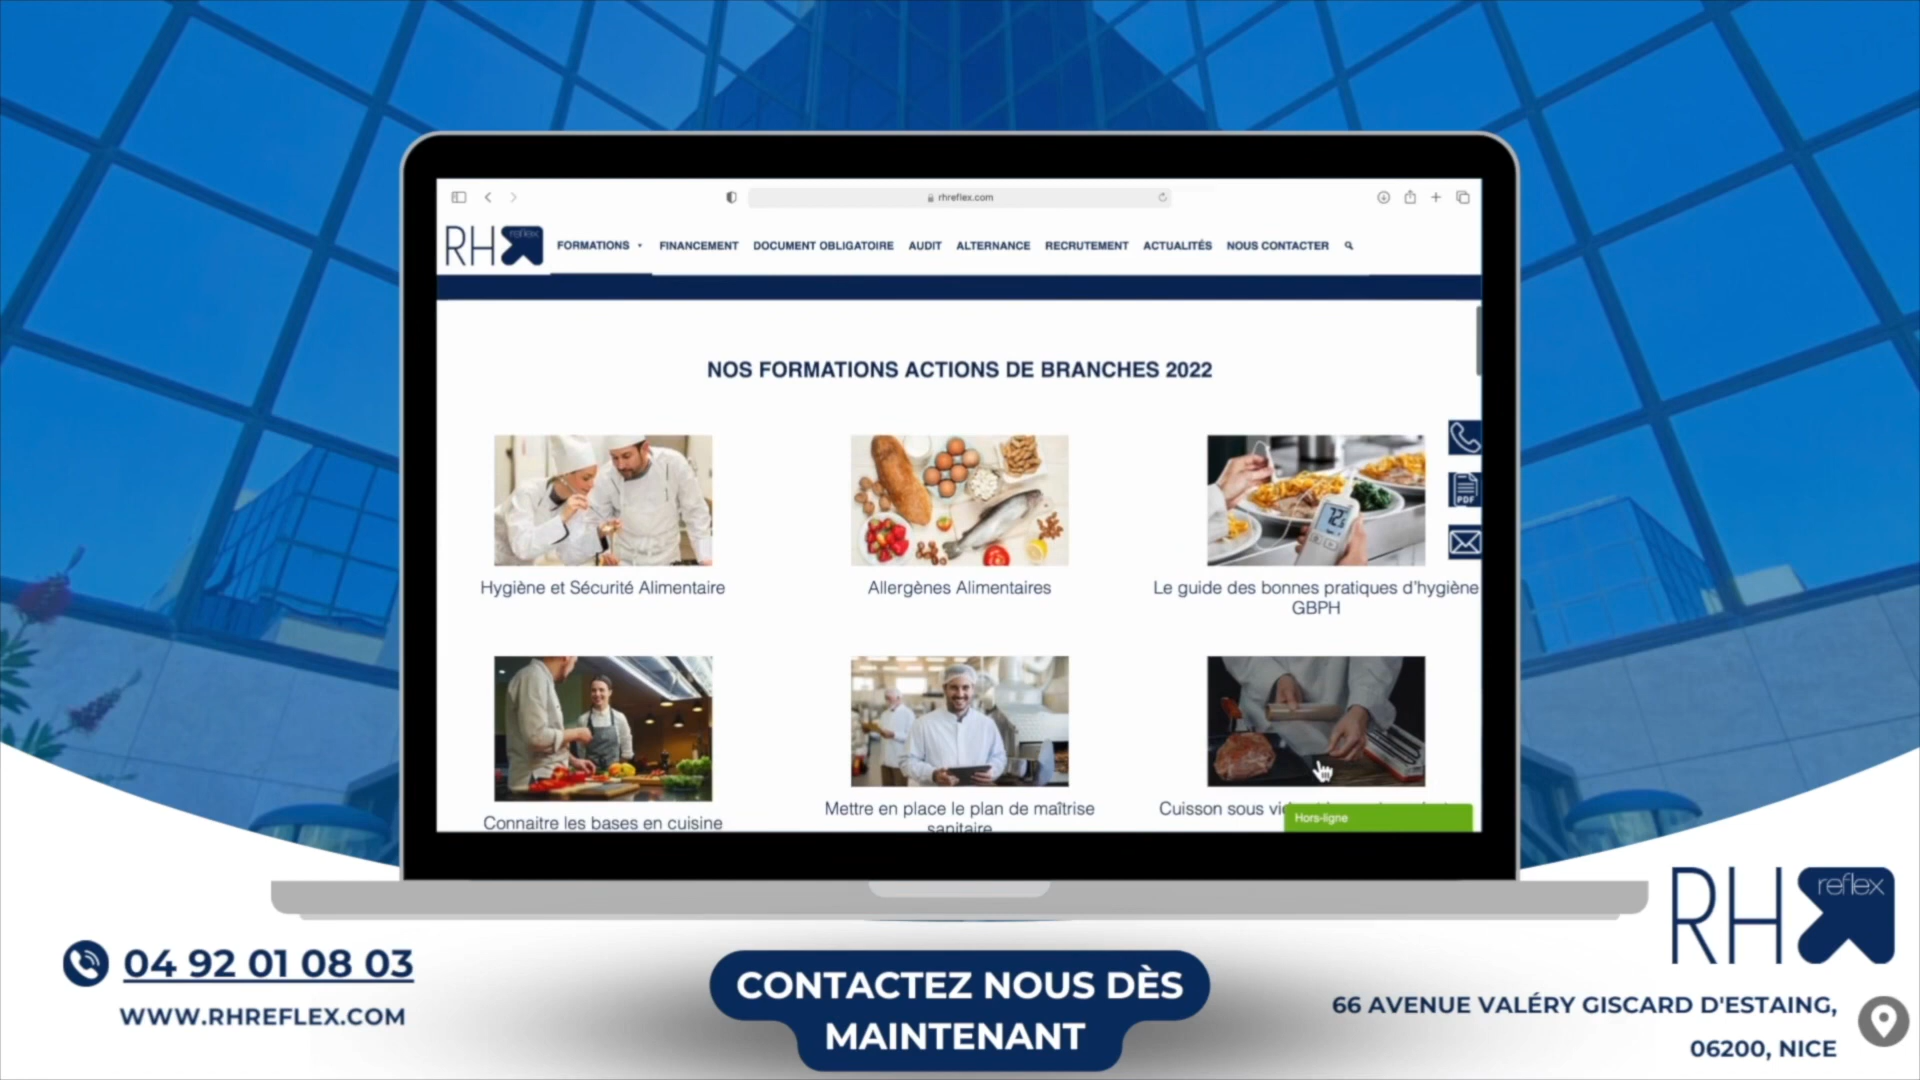 rhreflex.com
RH reflex
FORMATIONS FINANCEMENT DOCUMENT OBLIGATOIRE AUDIT ALTERNANCE RECRUTEMENT ACTUALITÉS NOUS CONTACTER
NOS FORMATIONS ACTIONS DE BRANCHES 2022
72
PDF
Hygiène et Sécurité Alimentaire
Allergènes Alimentaires
Le guide des bonnes pratiques d'hygiène
GBPH
Connaitre les bases en cuisine
Mettre en place le plan de maîtrise
sanitaire
Cuisson sous
Hors-ligne
04 92 01 08 03
WWW.RHREFLEX.COM
CONTACTEZ NOUS DÈS
MAINTENANT
RH reflex
66 AVENUE VALÉRY GISCARD D'ESTAING,
06200, NICE